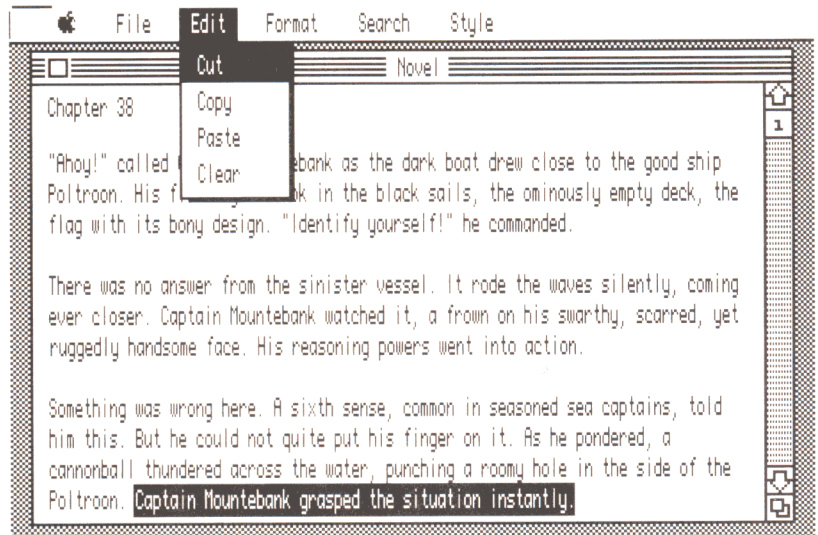 File Edit Format Search Style
Novel
Cut
Copy
Paste
Clear
Chapter 38
1
"Ahoy!" called ebank as the dark boat drew close to the good ship
Poltroon. His f ok in the black sails, the ominously empty deck, the
flag with its bony design. "Identify yourself!" he commanded.
There was no answer from the sinister vessel. It rode the waves silently, coming
ever closer. Captain Mountebank watched it, a frown on his swarthy, scarred, yet
ruggedly handsome face. His reasoning powers went into action.
Something was wrong here. A sixth sense, common in seasoned sea captains, told
him this. But he could not quite put his finger on it. As he pondered, a
cannonball thundered across the water, punching a roomy hole in the side of the
Poltroon. Captain Mountebank grasped the situation instantly.